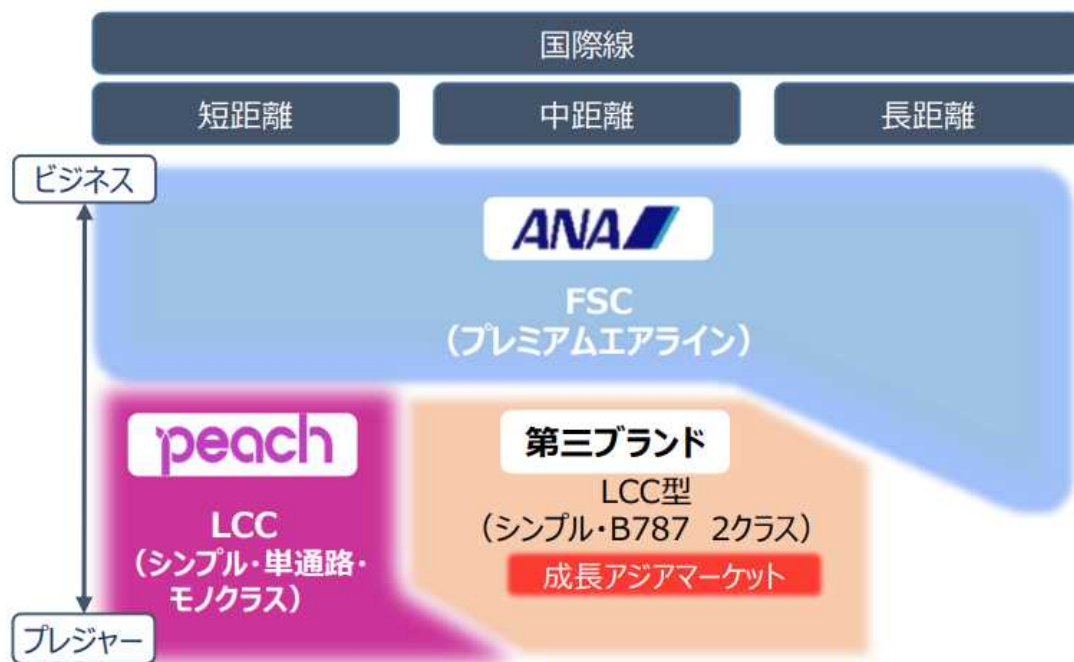 国際線
短距離
中距離
長距離
ビジネス
ANA
FSC
（プレミアムエアライン）
peach
LCC
（シンプル・単通路・
モノクラス）
第三ブランド
LCC型
（シンプル・B787 2クラス）
成長アジアマーケット
プレジャー